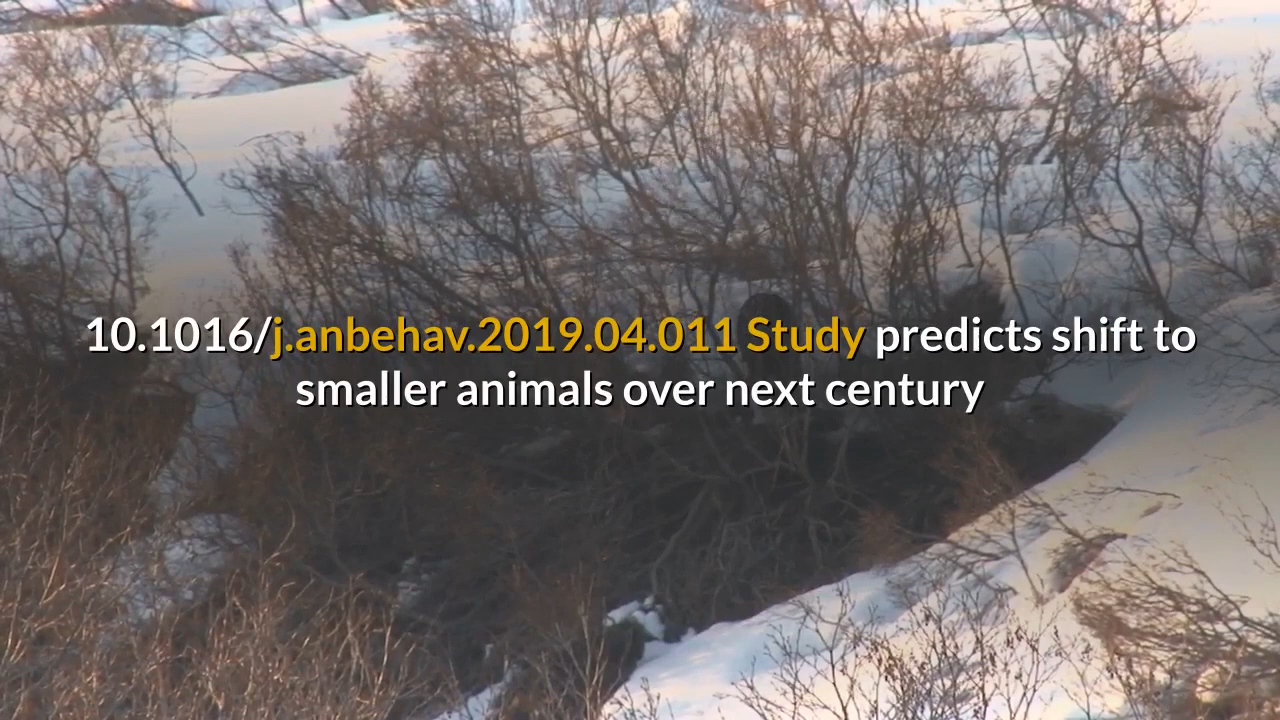 10.1016/j.anbehav.2019.04.011 Study predicts shift to
smaller animals over next century